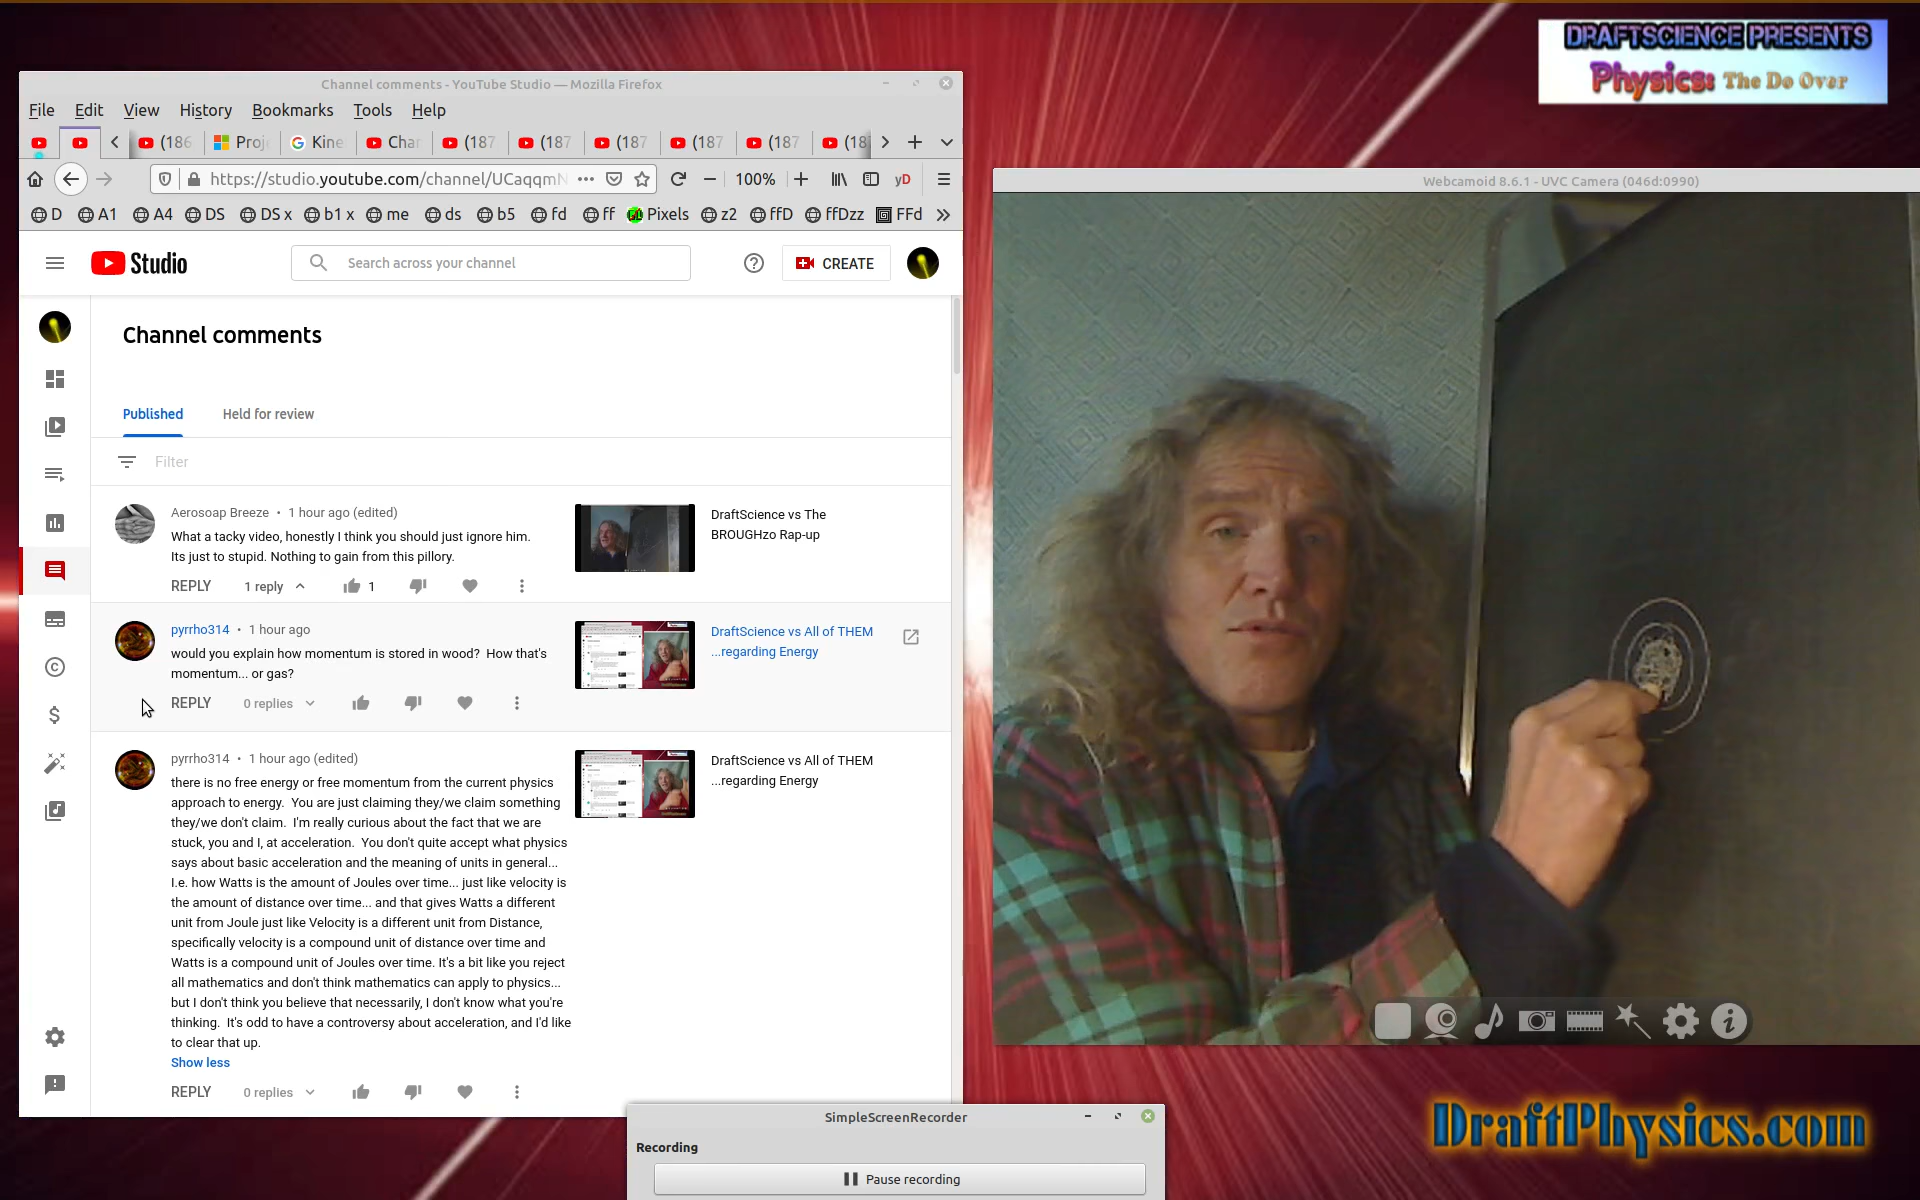 DRAFTSCIENCE PRESENTS
Physics: The Do Over
Channel comments - YouTube Studio — Mozilla Firefox
File Edit View History Bookmarks Tools Help
(186 Proj Kine Chan (187 (187 (187 (187 (187 (187
https://studio.youtube.com/channel/UCaqqmN 100% yD
D A1 A4 DS DS x b1 x me ds b5 fd ff Pixels z2 ffD ffDzz FFd
Studio Search across your channel CREATE
Channel comments
Published Held for review
Filter
Aerosoap Breeze • 1 hour ago (edited)
What a tacky video, honestly I think you should just ignore him.
Its just to stupid. Nothing to gain from this pillory.
REPLY 1 reply 1
DraftScience vs The
BROUGHzo Rap-up
pyrrho314 • 1 hour ago
would you explain how momentum is stored in wood? How that's
momentum... or gas?
REPLY 0 replies
DraftScience vs All of THEM
...regarding Energy
pyrrho314 • 1 hour ago (edited)
there is no free energy or free momentum from the current physics
approach to energy. You are just claiming they/we claim something
they/we don't claim. I'm really curious about the fact that we are
stuck, you and I, at acceleration. You don't quite accept what physics
says about basic acceleration and the meaning of units in general...
I.e. how Watts is the amount of Joules over time... just like velocity is
the amount of distance over time... and that gives Watts a different
unit from Joule just like Velocity is a different unit from Distance,
specifically velocity is a compound unit of distance over time and
Watts is a compound unit of Joules over time. It's a bit like you reject
all mathematics and don't think mathematics can apply to physics...
but I don't think you believe that necessarily, I don't know what you're
thinking. It's odd to have a controversy about acceleration, and I'd like
to clear that up.
Show less
REPLY 0 replies
DraftScience vs All of THEM
...regarding Energy
Webcamoid 8.6.1 - UVC Camera (046d:0990)
SimpleScreenRecorder
Recording
Pause recording
DraftPhysics.com